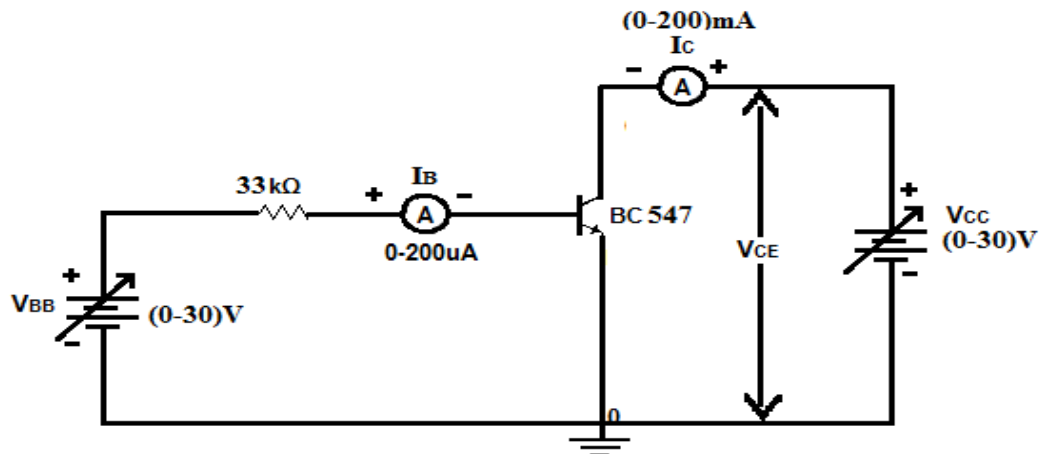 (0-200)mA
IC
- A +
33kΩ
+ IB -
A
0-200uA
BC 547
VCE
+
VCC
(0-30)V
-
+
VBB
(0-30)V
-
0